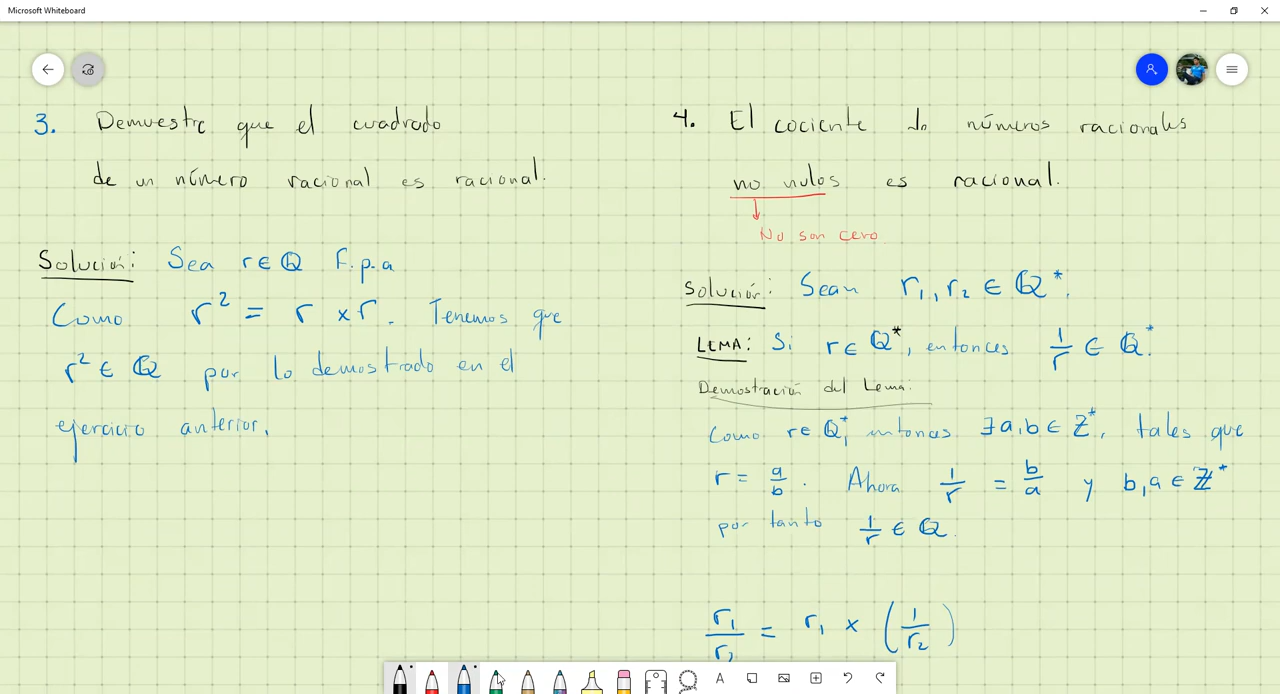 Microsoft Whiteboard
3. Demuestre que el cuadrado
de un número racional es racional.
Solución: Sea r ∈ ℚ F.p.a
Como r² = r × r. Tenemos que
r² ∈ ℚ por lo demostrado en el
ejercicio anterior.
4. El cociente de números racionales
no nulos es racional.
No son cero
Solución: Sean r₁, r₂ ∈ ℚ*.
LEMA: Si r ∈ ℚ*, entonces 1/r ∈ ℚ*.
Demostración del Lema.
Como r ∈ ℚ*, entonces ∃ a, b ∈ ℤ*, tales que
r = a/b. Ahora 1/r = b/a y b, a ∈ ℤ*
por tanto 1/r ∈ ℚ.
r₁/r₂ = r₁ × (1/r₂)
A